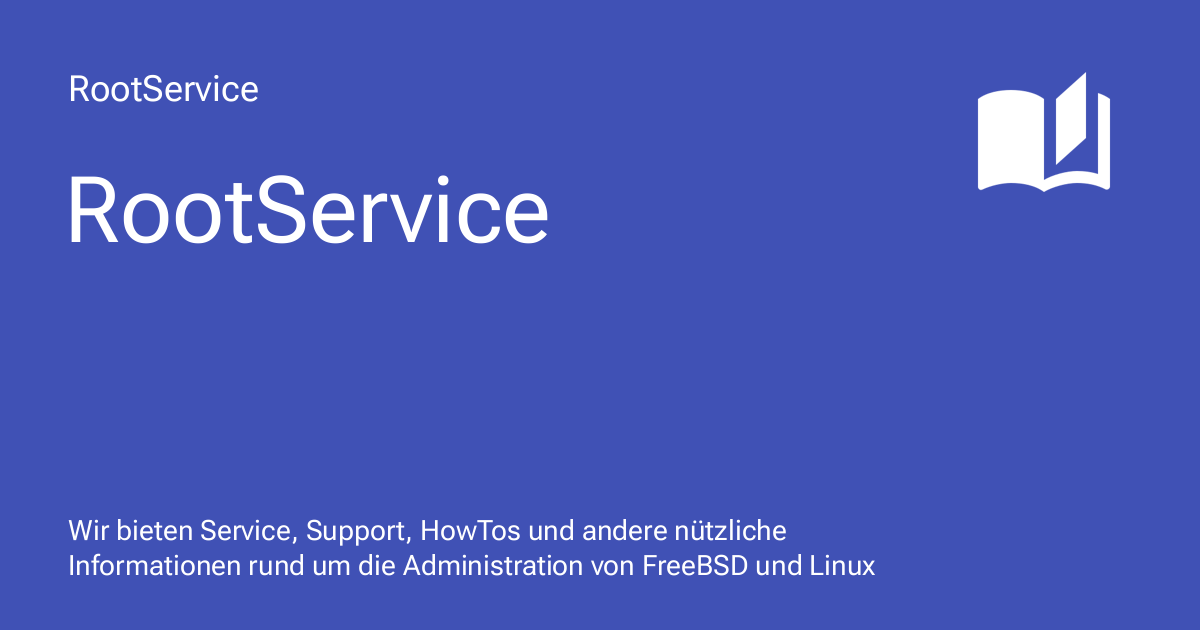 RootService
RootService
Wir bieten Service, Support, HowTos und andere nützliche
Informationen rund um die Administration von FreeBSD und Linux